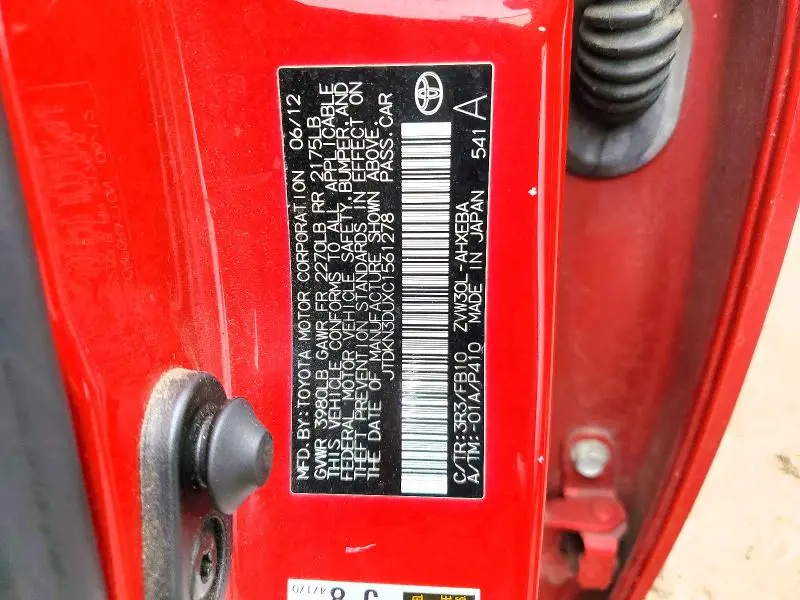 MFD. BY: TOYOTA MOTOR CORPORATION 06/12
GVWR 3980LB GAWR FR 2270LB RR 2175LB
THIS VEHICLE CONFORMS TO ALL APPLICABLE
FEDERAL MOTOR VEHICLE SAFETY, BUMPER, AND
THEFT PREVENTION STANDARDS IN EFFECT ON
THE DATE OF MANUFACTURE SHOWN ABOVE.
JTDKN3DUXC1561278 PASS. CAR
C/TR: 3R3/FB10 ZVW30L-AHXEBA
A/TM: -01A/P410 MADE IN JAPAN 541
A
47170
8